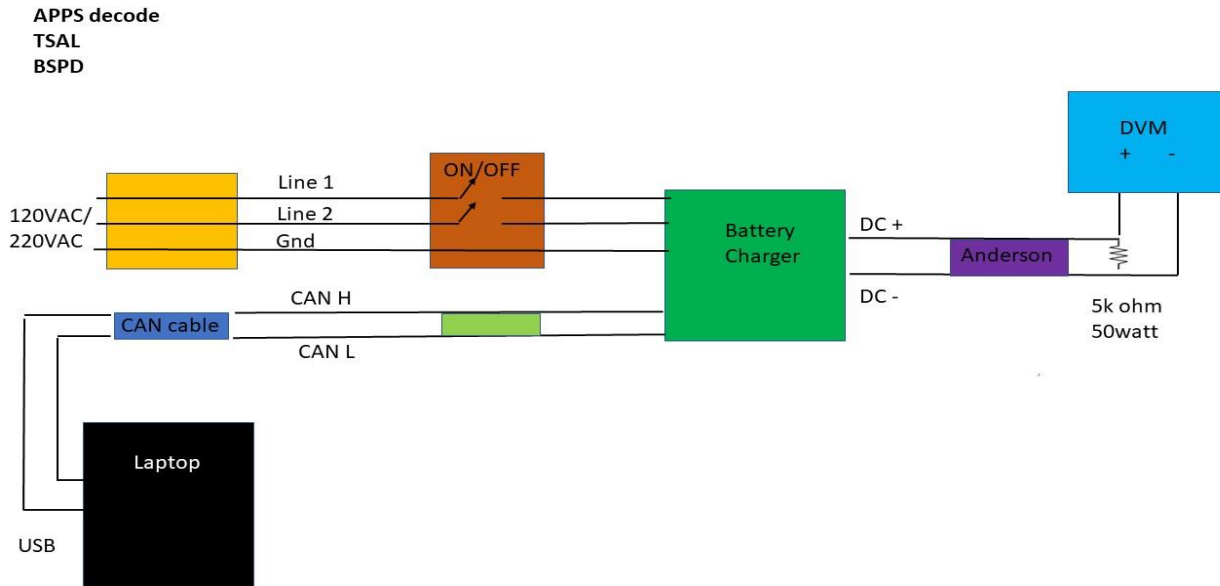 APPS decode
TSAL
BSPD
DVM
+ -
ON/OFF
Line 1
120VAC/
Line 2
220VAC
Gnd
Battery
Charger
DC +
Anderson
DC -
CAN H
CAN cable
CAN L
5k ohm
50watt
Laptop
USB